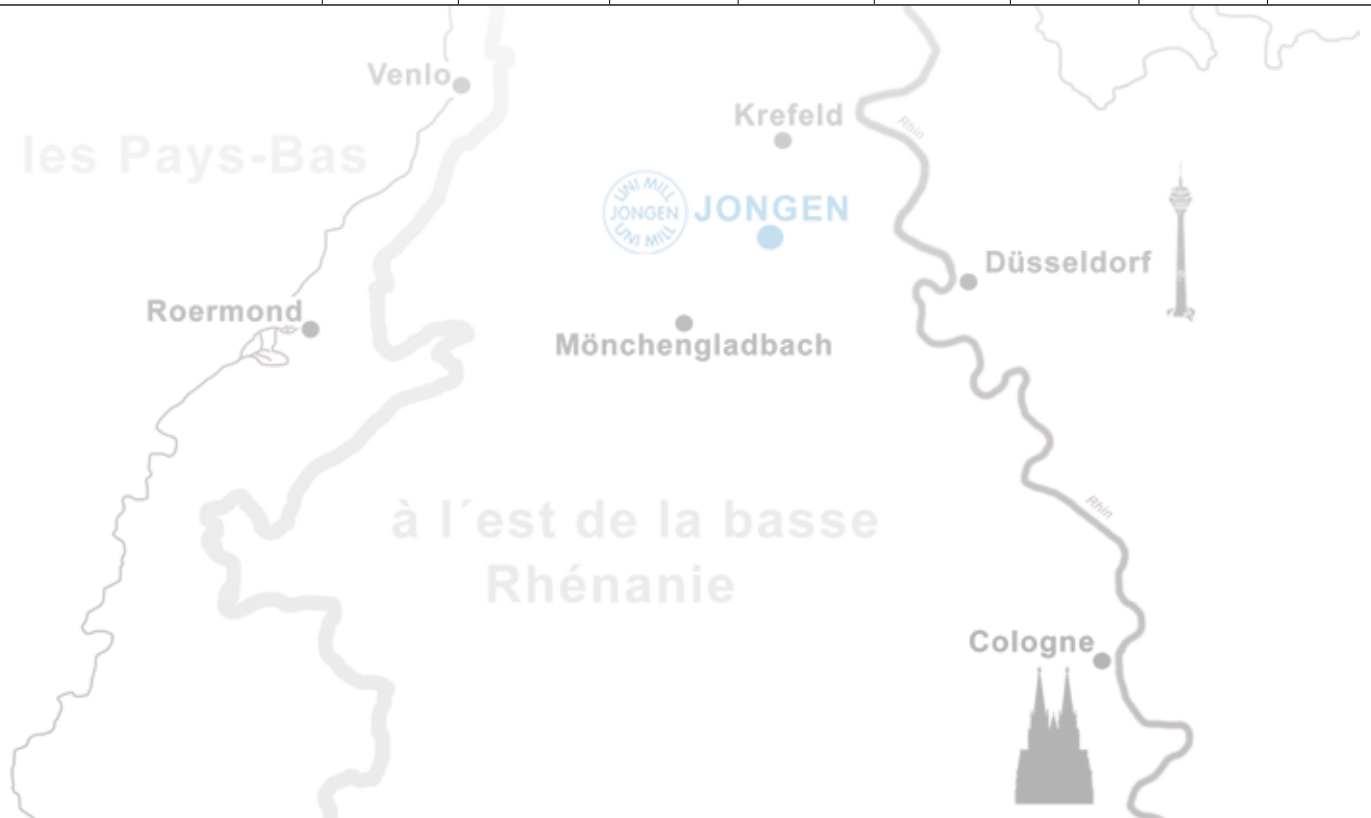 Venlo
Krefeld
Rhin
les Pays-Bas
UNI MILL
JONGEN
UNI MILL
JONGEN
Düsseldorf
Roermond
Mönchengladbach
à l´est de la basse
Rhénanie
Rhin
Cologne